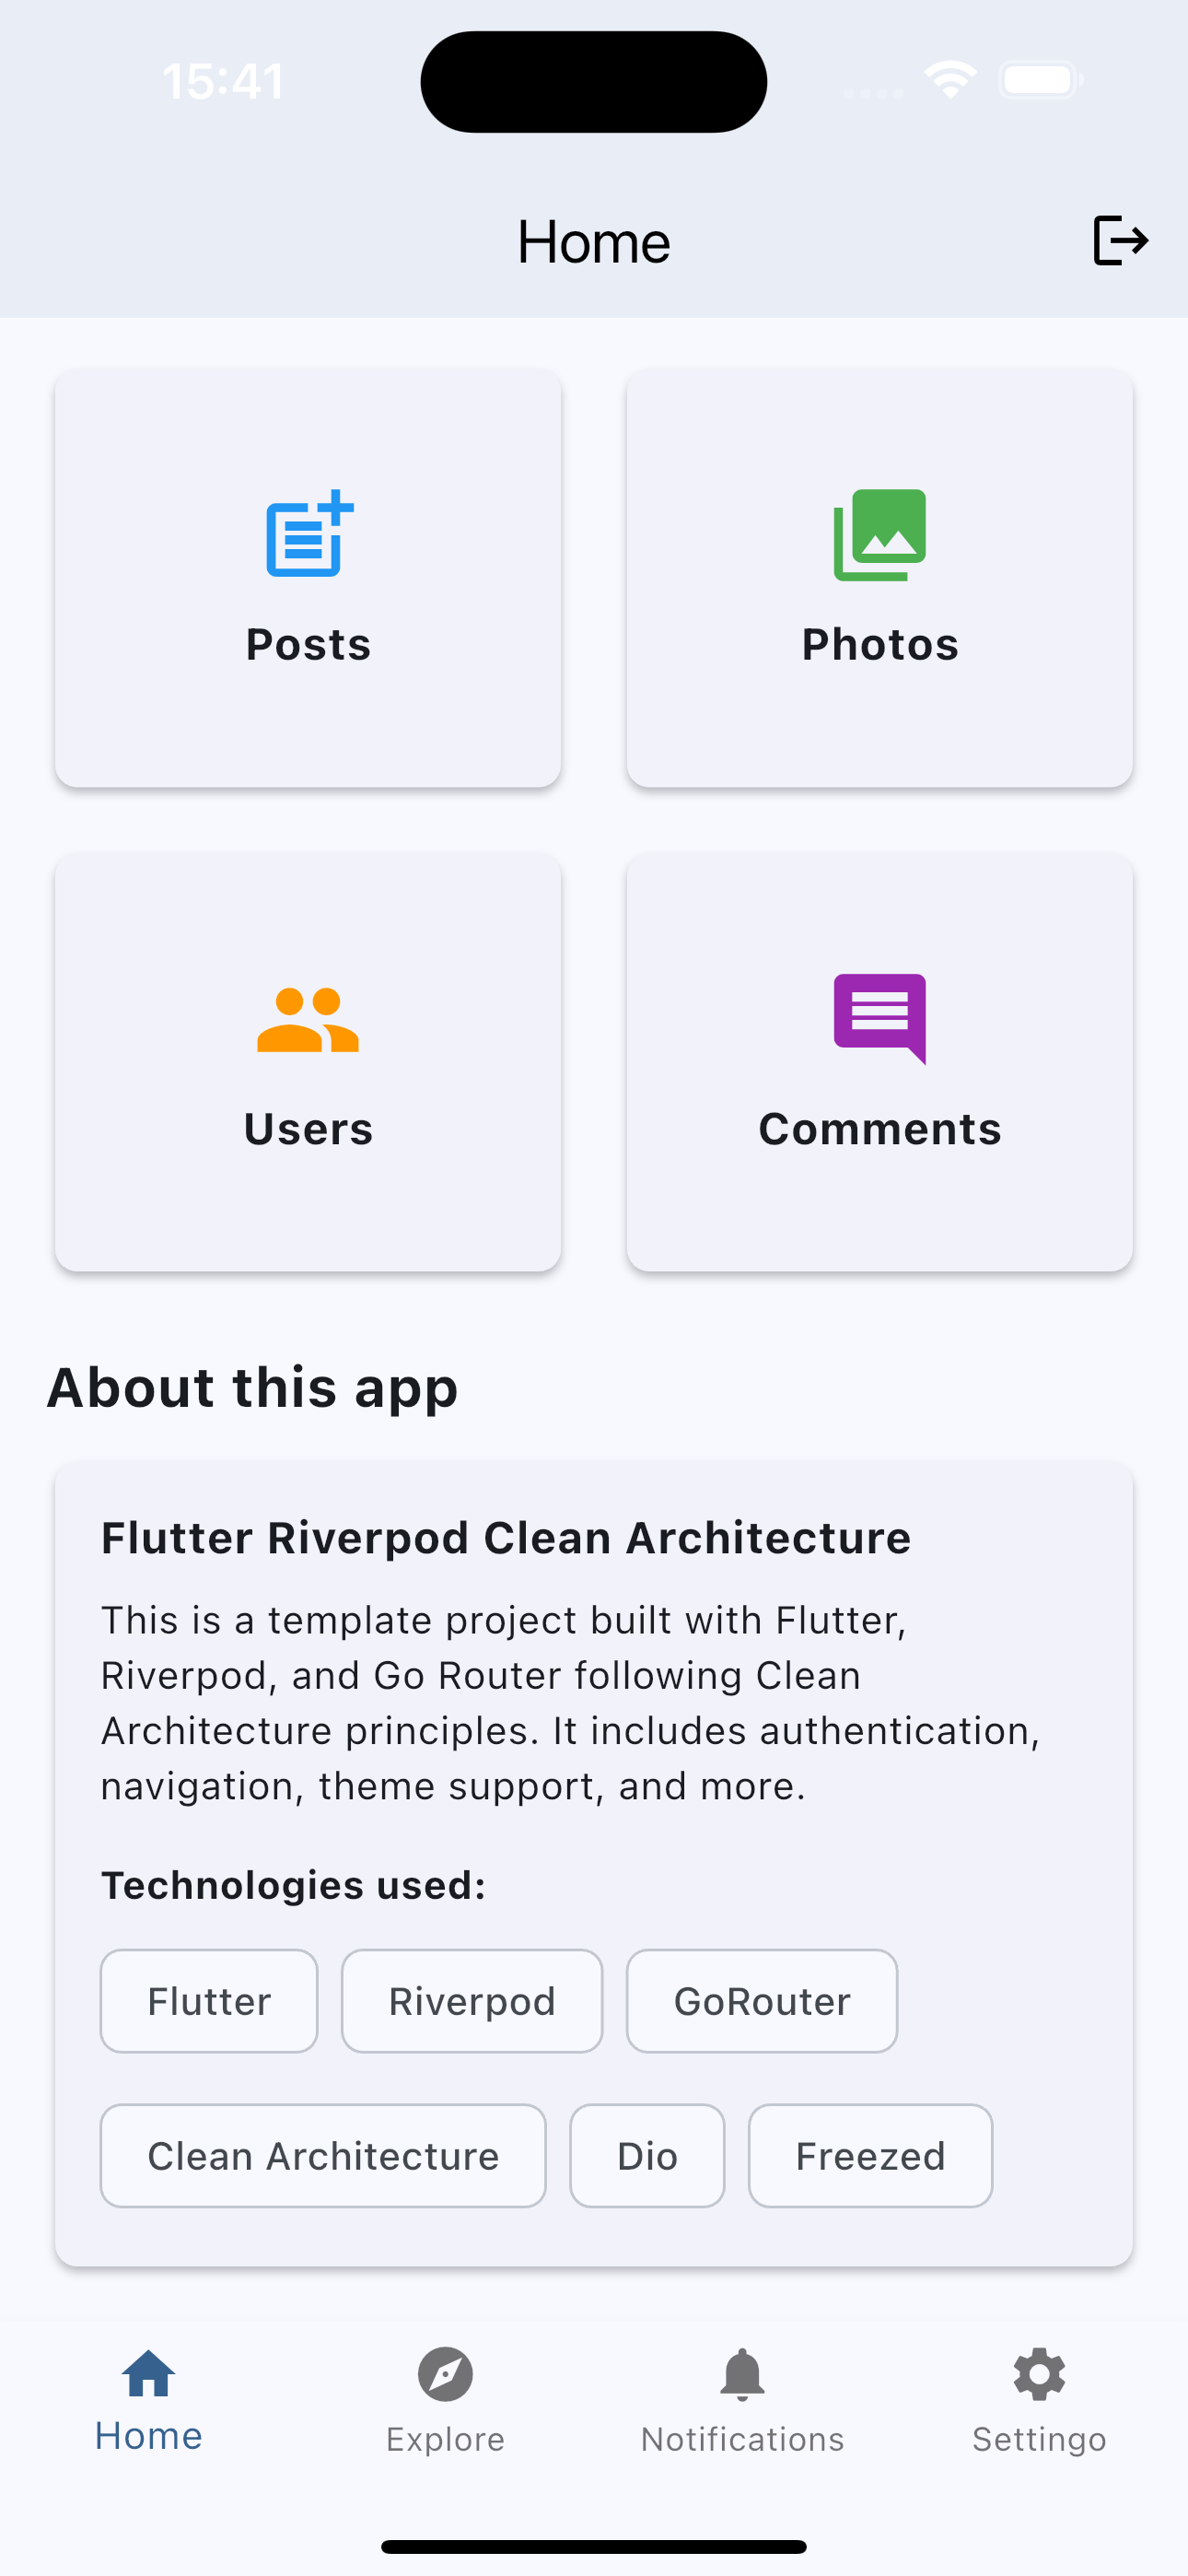 15:41
Home
Posts
Photos
Users
Comments
About this app
Flutter Riverpod Clean Architecture
This is a template project built with Flutter,
Riverpod, and Go Router following Clean
Architecture principles. It includes authentication,
navigation, theme support, and more.
Technologies used:
Flutter Riverpod GoRouter
Clean Architecture Dio Freezed
Home Explore Notifications Settingo